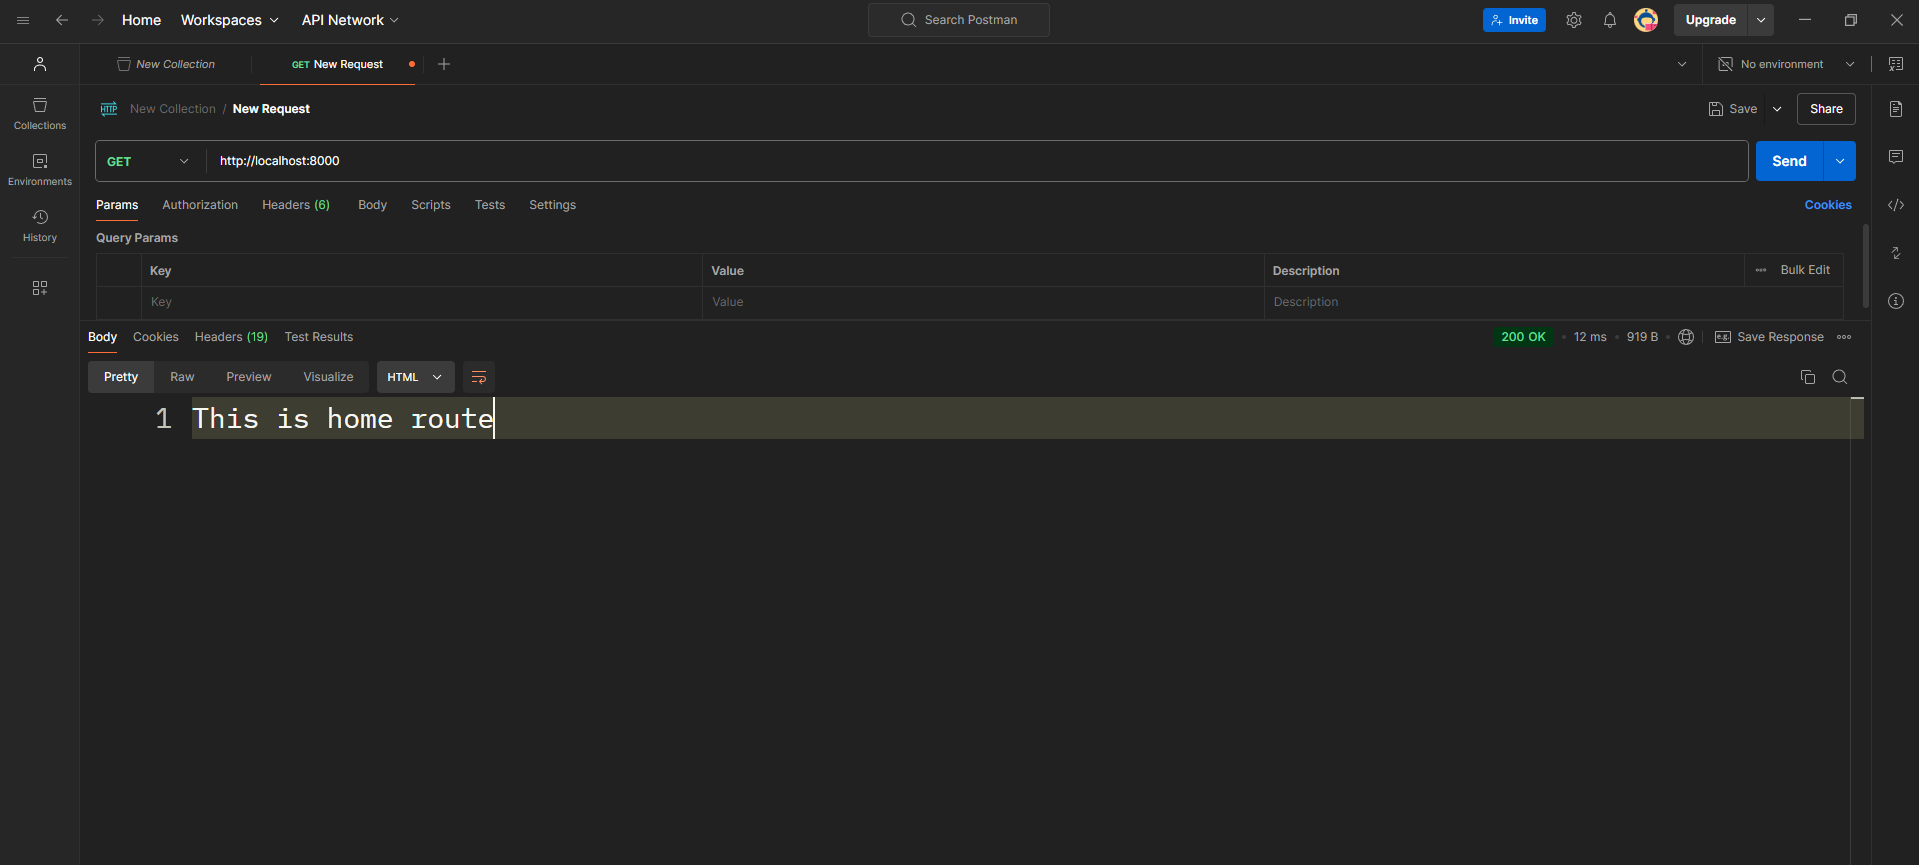 Home Workspaces API Network Search Postman Invite Upgrade
New Collection GET New Request No environment
HTTP New Collection / New Request Save Share
Collections
GET http://localhost:8000 Send
Environments
Params Authorization Headers (6) Body Scripts Tests Settings Cookies
History
Query Params
Key Value Description Bulk Edit
Key Value Description
Body Cookies Headers (19) Test Results 200 OK 12 ms 919 B e.g. Save Response
Pretty Raw Preview Visualize HTML
1 This is home route